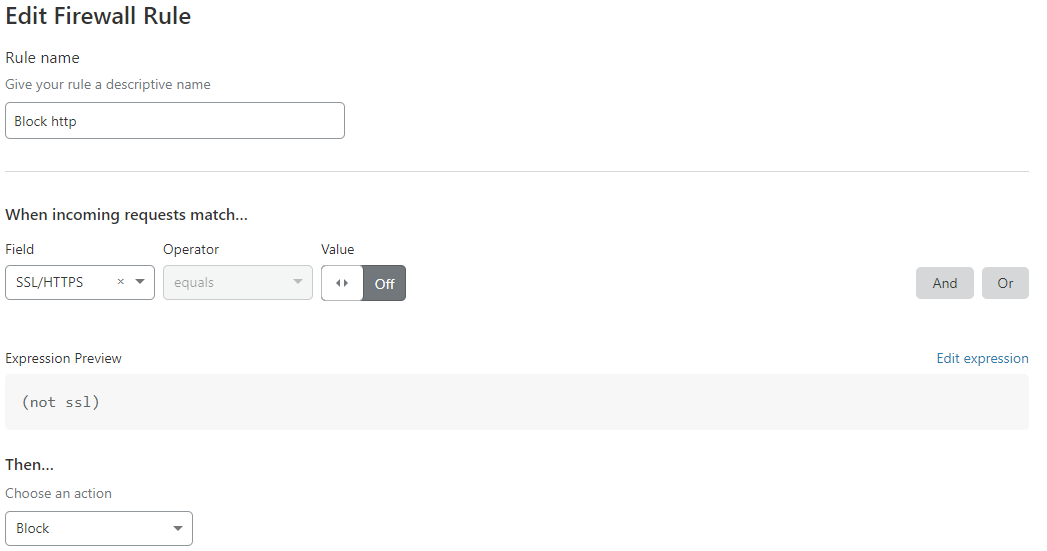 Edit Firewall Rule
Rule name
Give your rule a descriptive name
Block http
When incoming requests match...
Field Operator Value
SSL/HTTPS × equals Off And Or
Expression Preview Edit expression
(not ssl)
Then...
Choose an action
Block